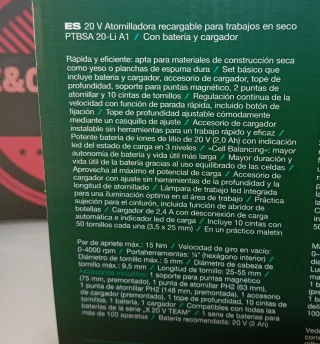 ES 20 V Atornilladora recargable para trabajos en seco
PTBSA 20-Li A1 / Con batería y cargador
Rápida y eficiente: apta para materiales de construcción seca
como yeso o planchas de espuma dura / Set básico que
incluye batería y cargador, accesorio de cargador, tope de
profundidad, soporte para puntas magnético, 2 puntas de
atornillar y 10 cintas de tornillos / Regulación continua de la
velocidad con función de parada rápida, incluido botón de
fijación / Tope de profundidad ajustable cómodamente
mediante un casquillo de ajuste / Accesorio de cargador
instalable sin herramientas para un trabajo rápido y eficaz /
Potente batería de iones de litio de 20 V (2,0 Ah) con indicación
led del estado de carga en 3 niveles / »Cell Balancing«: mayor
autonomía de batería y vida útil más larga / Mayor duración y
vida útil de la batería gracias al uso equilibrado de las celdas /
Aprovecha al máximo el potencial de carga / Accesorio de
cargador con ajuste sin herramientas de la profundidad y la
longitud de atornillado / Lámpara de trabajo led integrada
para una iluminación óptima en el área de trabajo / Práctica
sujeción para el cinturón, incluida función de abridor de
botellas / Cargador de 2,4 A con desconexión de carga
automática e indicador led de carga / Incluye 10 cintas con
50 tornillos cada una (3,5 x 25 mm) / En un práctico maletín
Par de apriete máx.: 15 Nm / Velocidad de giro en vacío:
0-4000 rpm / Portaherramientas: ¼" (hexágono interior) /
Diámetro de tornillo máx.: 5 mm / Diámetro de cabeza de
tornillo máx.: 9,5 mm / Longitud de tornillo: 25-55 mm /
Accesorios incluidos: 1 soporte para puntas magnético
(75 mm, premontado), 1 punta de atornillar PH2 (63 mm),
1 punta de atornillar PH2 (148 mm, premontada), 1 accesorio
de cargador (premontado), 1 tope de profundidad, 10 cintas de
tornillos, 1 batería, 1 cargador / Compatibles con todas las
baterías de la serie „X 20 V TEAM“ / 1 serie de baterías para
más de 100 aparatos / Batería recomendada: 20 V (2 Ah)